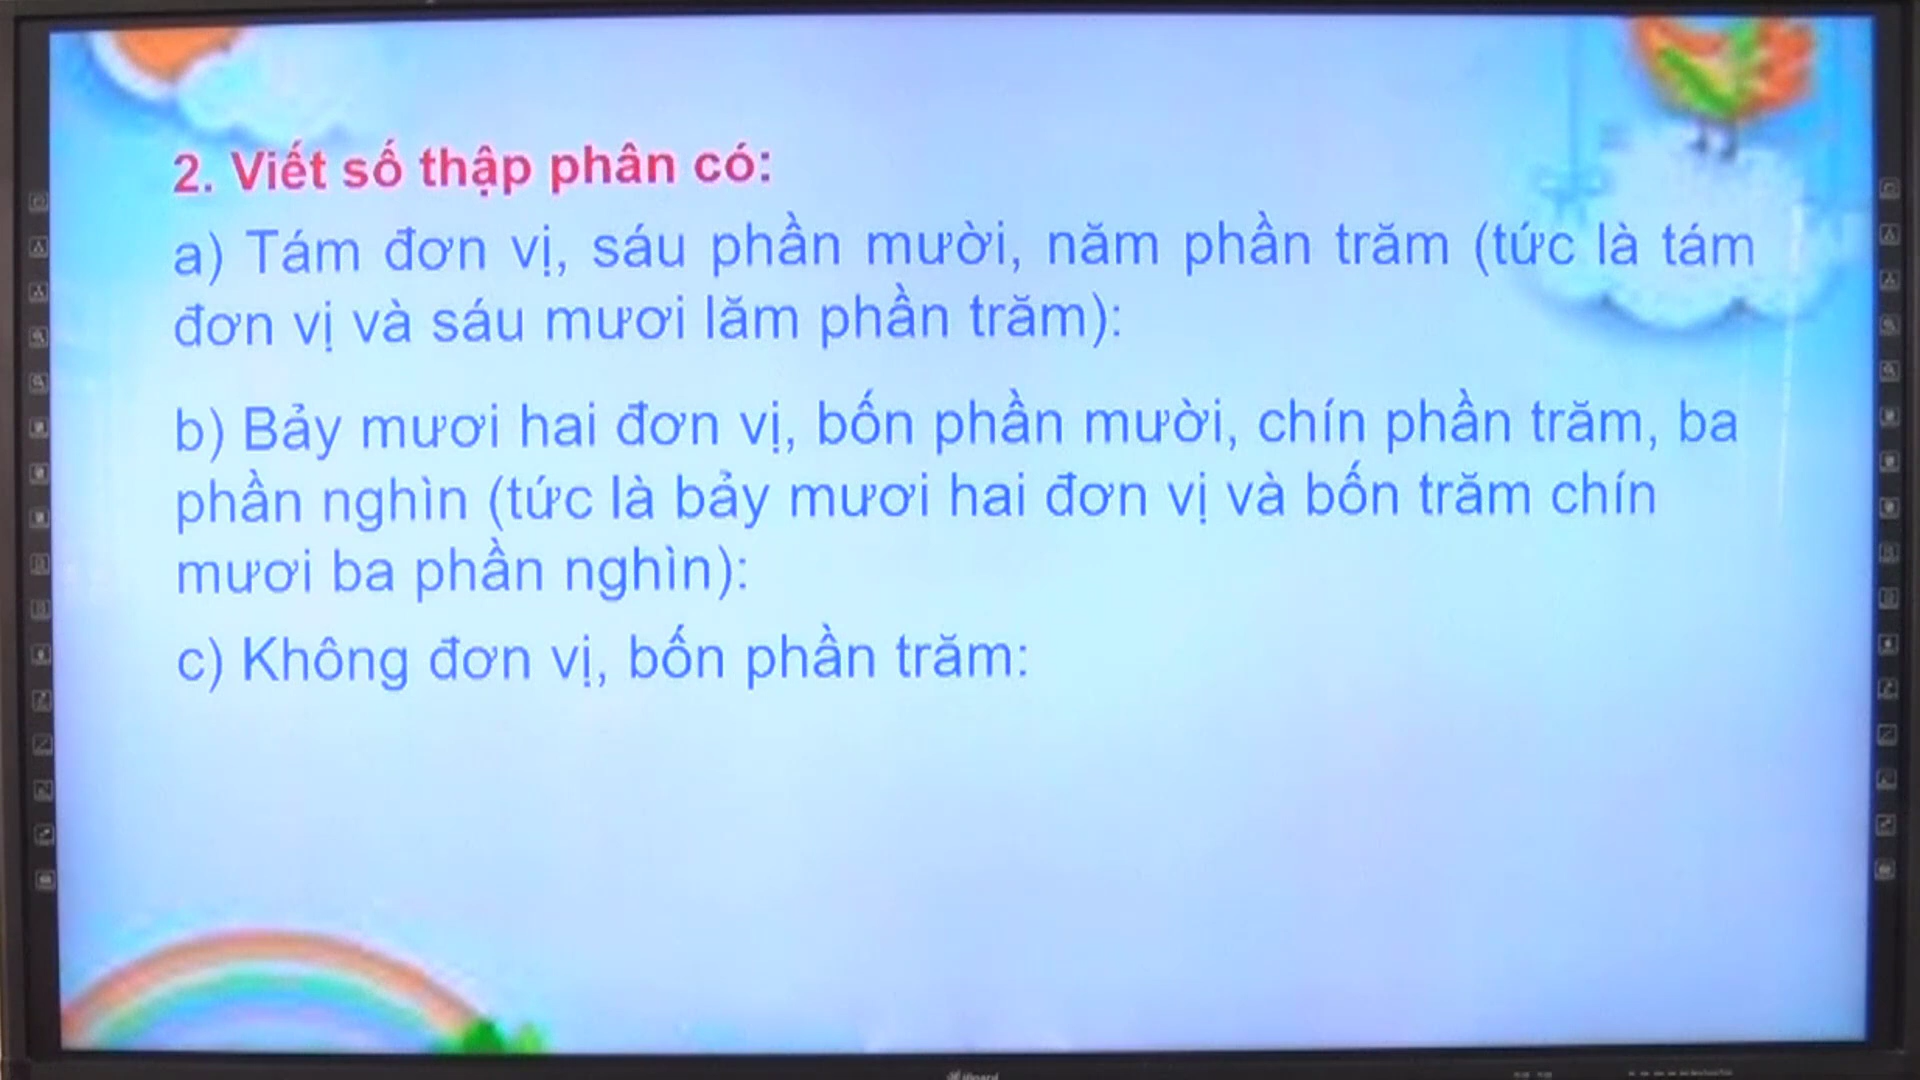 2. Viết số thập phân có:
a) Tám đơn vị, sáu phần mười, năm phần trăm (tức là tám
đơn vị và sáu mươi lăm phần trăm):
b) Bảy mươi hai đơn vị, bốn phần mười, chín phần trăm, ba
phần nghìn (tức là bảy mươi hai đơn vị và bốn trăm chín
mươi ba phần nghìn):
c) Không đơn vị, bốn phần trăm: